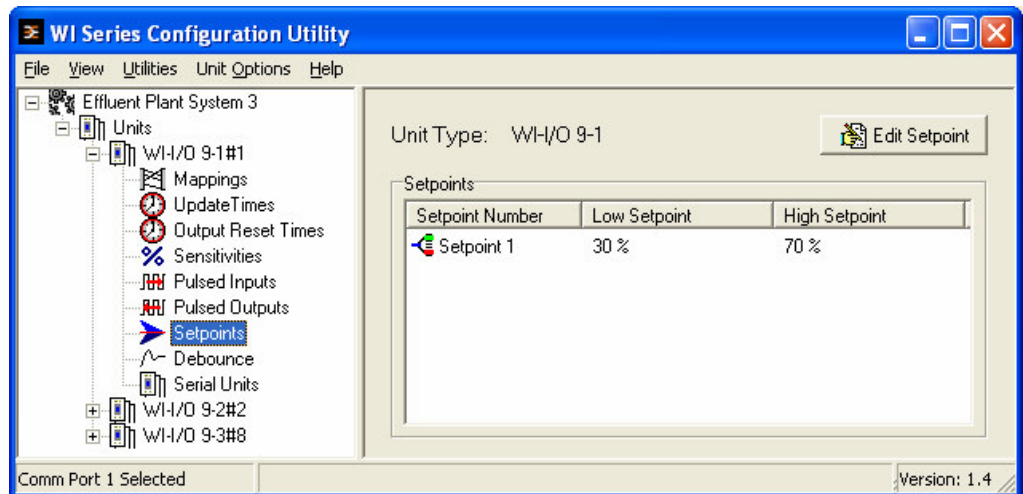 WI Series Configuration Utility
File View Utilities Unit Options Help
Effluent Plant System 3
Units
WI-I/O 9-1#1
Mappings
UpdateTimes
Output Reset Times
Sensitivities
Pulsed Inputs
Pulsed Outputs
Setpoints
Debounce
Serial Units
WI-I/O 9-2#2
WI-I/O 9-3#8
Unit Type: WI-I/O 9-1
Edit Setpoint
Setpoints
Setpoint Number Low Setpoint High Setpoint
Setpoint 1 30 % 70 %
Comm Port 1 Selected
Version: 1.4